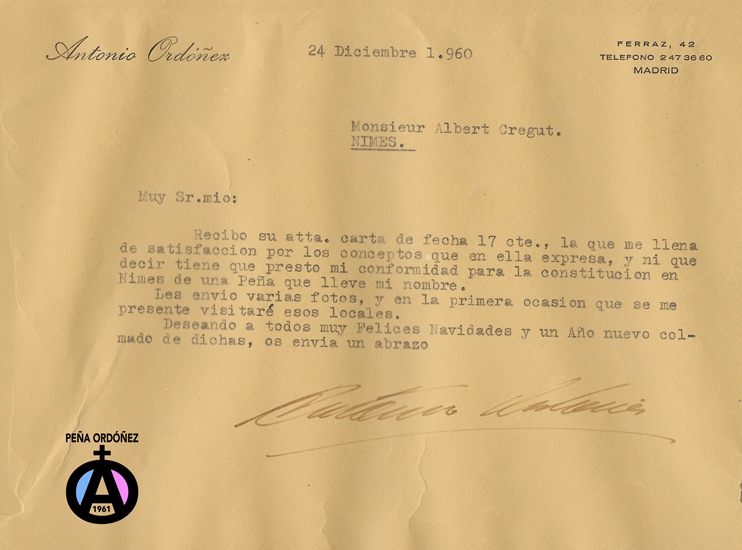 Antonio Ordóñez
24 Diciembre 1.960
FERRAZ, 42
TELEFONO 2473660
MADRID
Monsieur Albert Cregut.
NIMES.
Muy Sr.mio:
Recibo su atta. carta de fecha 17 cte., la que me llena
de satisfaccion por los conceptos que en ella expresa, y ni que
decir tiene que presto mi conformidad para la constitucion en
Nimes de una Peña que lleve mi nombre.
Les envio varias fotos, y en la primera ocasion que se me
presente visitaré esos locales.
Deseando a todos muy Felices Navidades y un Año nuevo col-
mado de dichas, os envia un abrazo
Antonio Ordóñez
PEÑA ORDÓÑEZ
A
1961